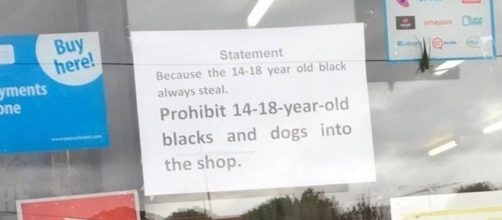 Buy
here!
yments
one
Statement
Because the 14-18 year old black
always steal.
Prohibit 14-18-year-old
blacks and dogs into
the shop.
amaysim